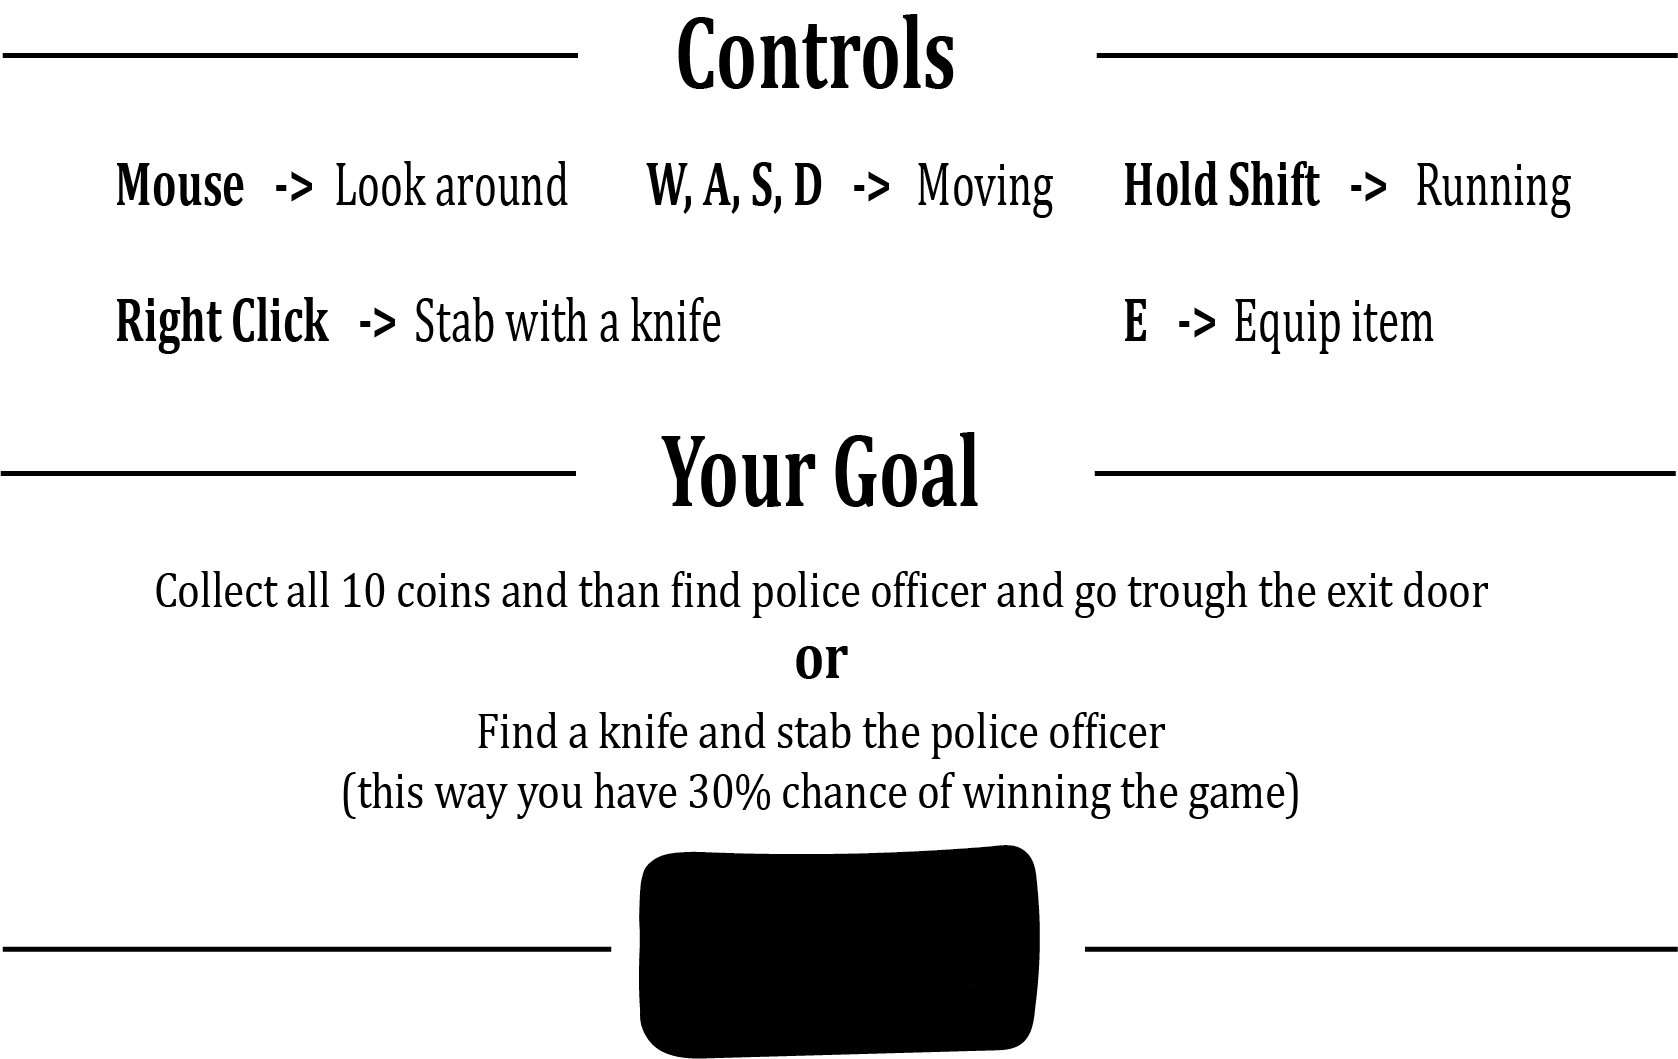 Controls
Mouse -> Look around W, A, S, D -> Moving Hold Shift -> Running
Right Click -> Stab with a knife E -> Equip item
Your Goal
Collect all 10 coins and than find police officer and go trough the exit door
or
Find a knife and stab the police officer
(this way you have 30% chance of winning the game)